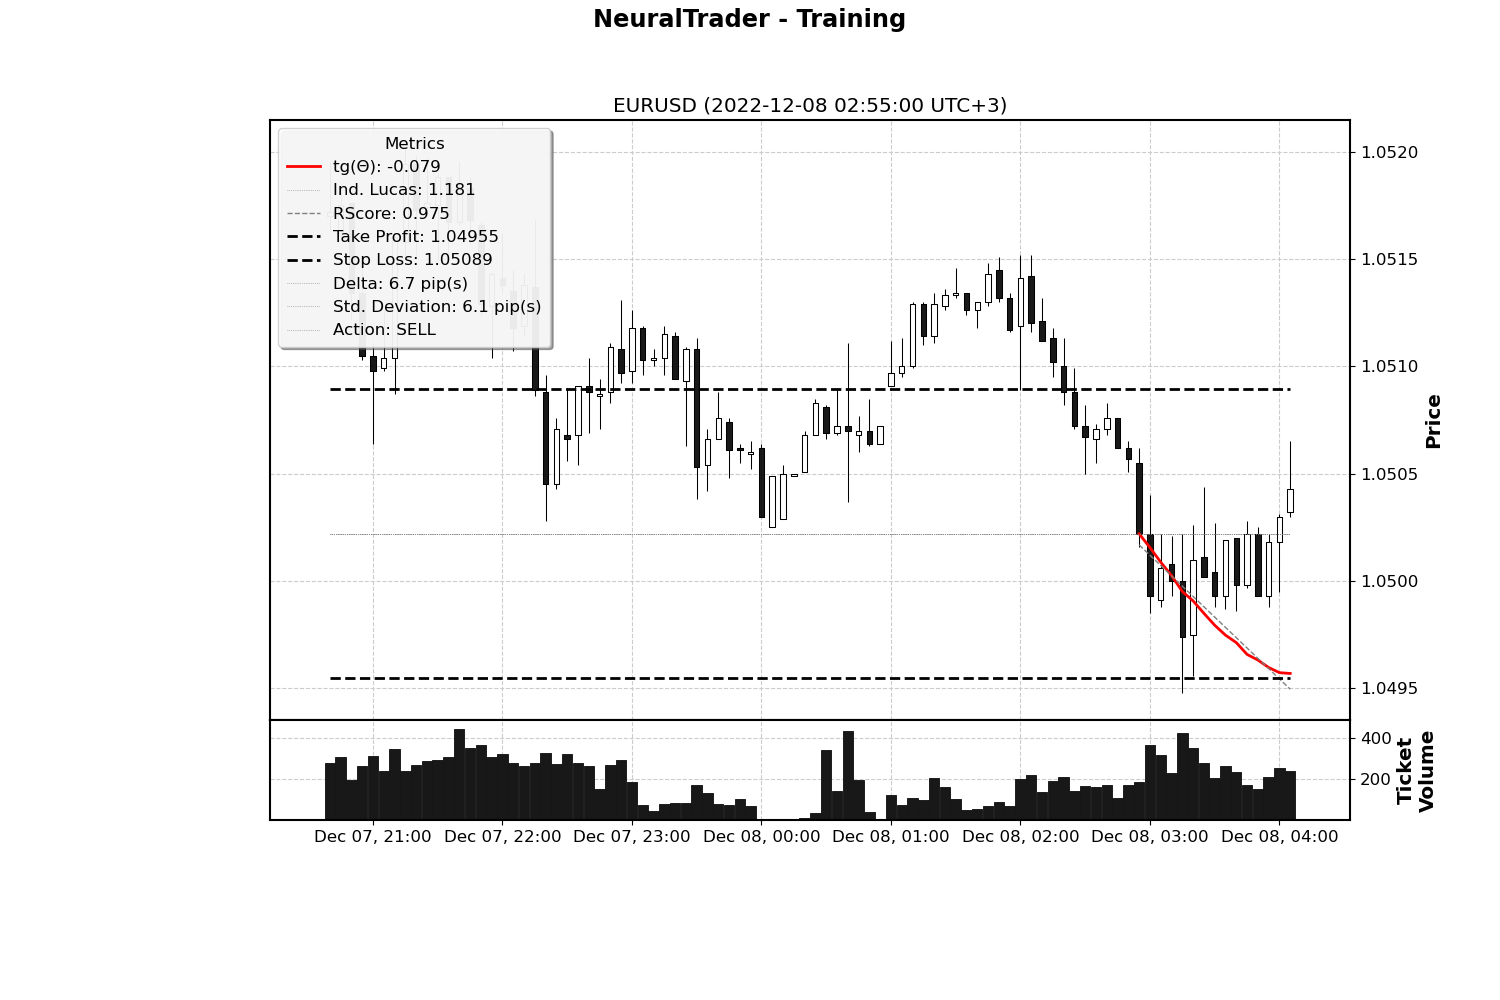 NeuralTrader - Training
EURUSD (2022-12-08 02:55:00 UTC+3)
Metrics
tg(Θ): -0.079
Ind. Lucas: 1.181
RScore: 0.975
Take Profit: 1.04955
Stop Loss: 1.05089
Delta: 6.7 pip(s)
Std. Deviation: 6.1 pip(s)
Action: SELL
1.0520
1.0515
1.0510
1.0505
1.0500
1.0495
Price
400
200
Ticket
Volume
Dec 07, 21:00 Dec 07, 22:00 Dec 07, 23:00 Dec 08, 00:00 Dec 08, 01:00 Dec 08, 02:00 Dec 08, 03:00 Dec 08, 04:00